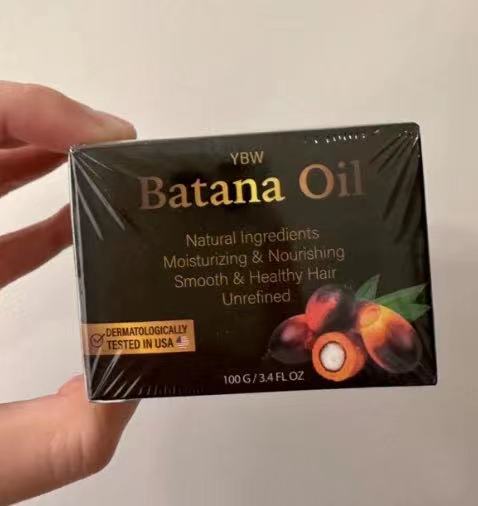 YBW
Batana Oil
Natural Ingredients
Moisturizing & Nourishing
Smooth & Healthy Hair
Unrefined
DERMATOLOGICALLY
TESTED IN USA
100 G / 3.4 FL OZ